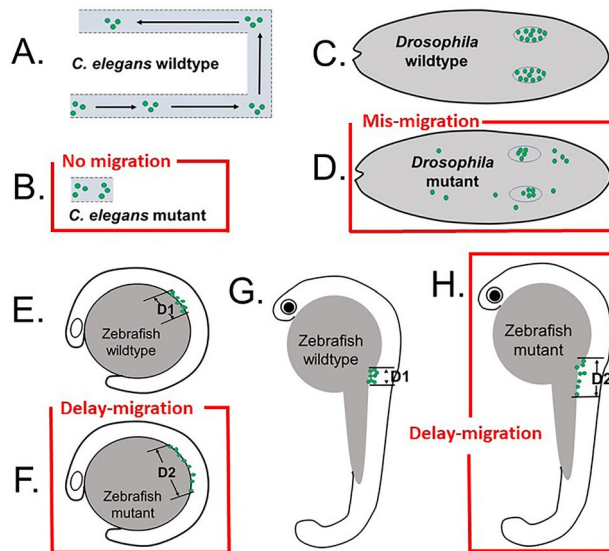 A.
C. elegans wildtype
No migration
B.
C. elegans mutant
C.
Drosophila
wildtype
Mis-migration
D.
Drosophila
mutant
E.
D1
Zebrafish
wildtype
Delay-migration
F.
D2
Zebrafish
mutant
G.
Zebrafish
wildtype
D1
H.
Zebrafish
mutant
D2
Delay-migration